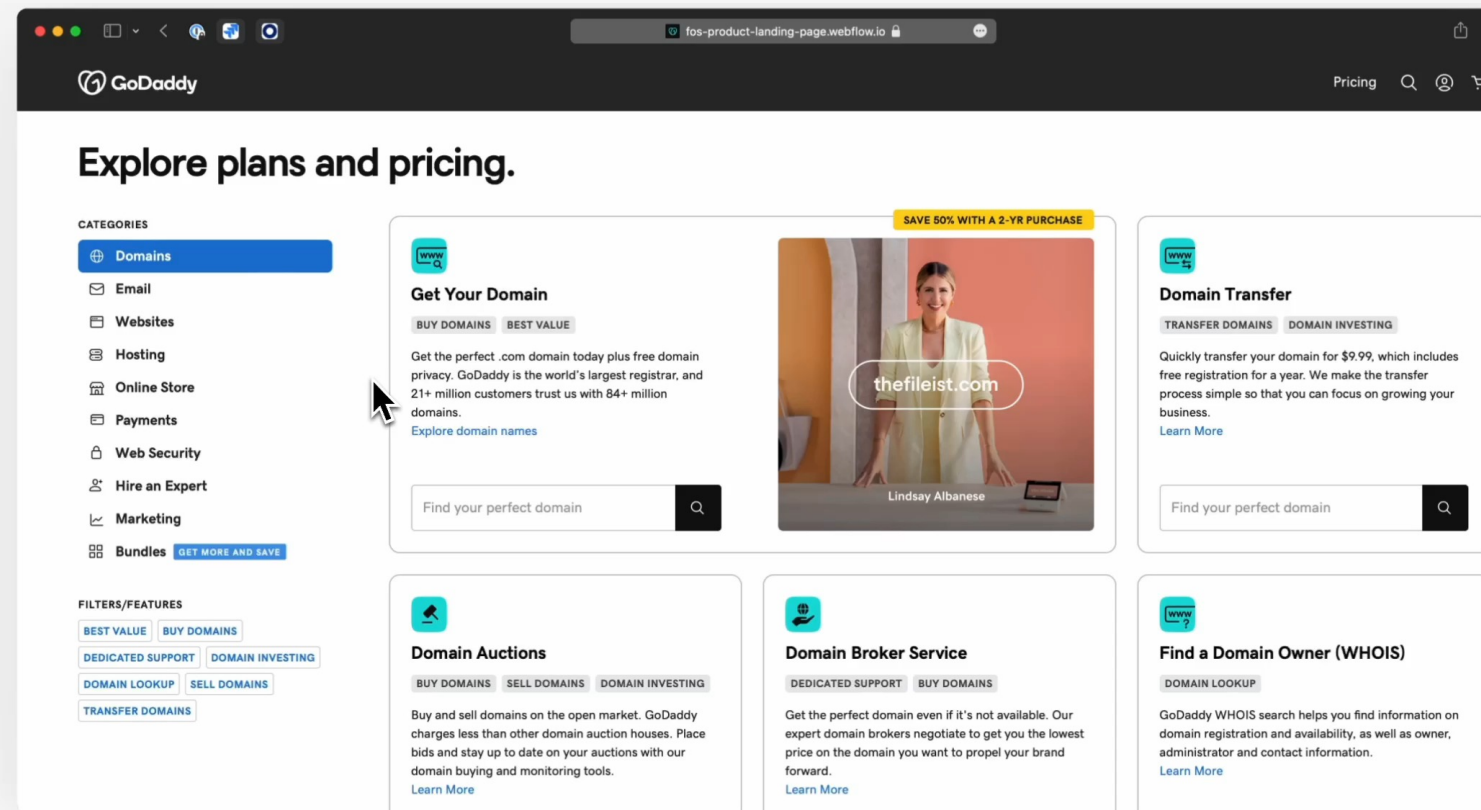 fos-product-landing-page.webflow.io
GoDaddy
Pricing
Explore plans and pricing.
CATEGORIES
Domains
Email
Websites
Hosting
Online Store
Payments
Web Security
Hire an Expert
Marketing
Bundles GET MORE AND SAVE
FILTERS/FEATURES
BEST VALUE BUY DOMAINS
DEDICATED SUPPORT DOMAIN INVESTING
DOMAIN LOOKUP SELL DOMAINS
TRANSFER DOMAINS
SAVE 50% WITH A 2-YR PURCHASE
www
Get Your Domain
BUY DOMAINS BEST VALUE
Get the perfect .com domain today plus free domain
privacy. GoDaddy is the world's largest registrar, and
21+ million customers trust us with 84+ million
domains.
Explore domain names
Find your perfect domain
thefileist.com
Lindsay Albanese
www
Domain Transfer
TRANSFER DOMAINS DOMAIN INVESTING
Quickly transfer your domain for $9.99, which includes
free registration for a year. We make the transfer
process simple so that you can focus on growing your
business.
Learn More
Find your perfect domain
Domain Auctions
BUY DOMAINS SELL DOMAINS DOMAIN INVESTING
Buy and sell domains on the open market. GoDaddy
charges less than other domain auction houses. Place
bids and stay up to date on your auctions with our
domain buying and monitoring tools.
Learn More
Domain Broker Service
DEDICATED SUPPORT BUY DOMAINS
Get the perfect domain even if it's not available. Our
expert domain brokers negotiate to get you the lowest
price on the domain you want to propel your brand
forward.
Learn More
www
?
Find a Domain Owner (WHOIS)
DOMAIN LOOKUP
GoDaddy WHOIS search helps you find information on
domain registration and availability, as well as owner,
administrator and contact information.
Learn More